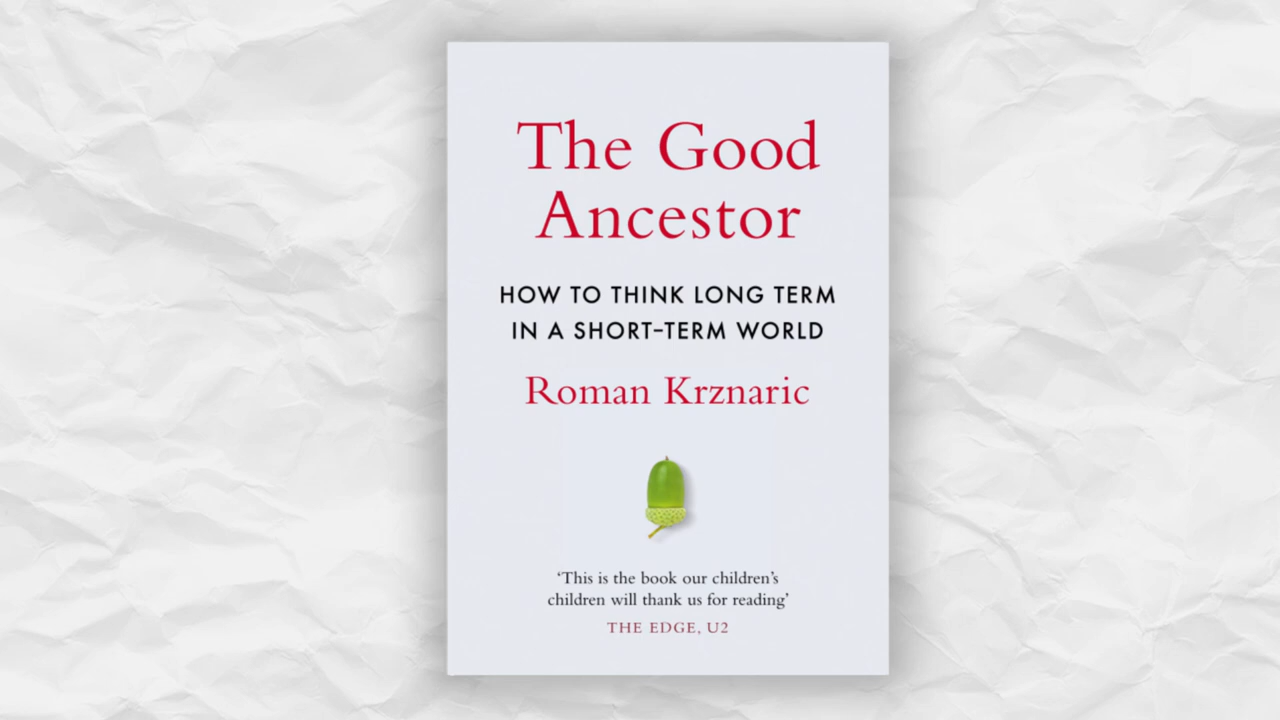 The Good
Ancestor
HOW TO THINK LONG TERM
IN A SHORT–TERM WORLD
Roman Krznaric
‘This is the book our children’s
children will thank us for reading’
THE EDGE, U2